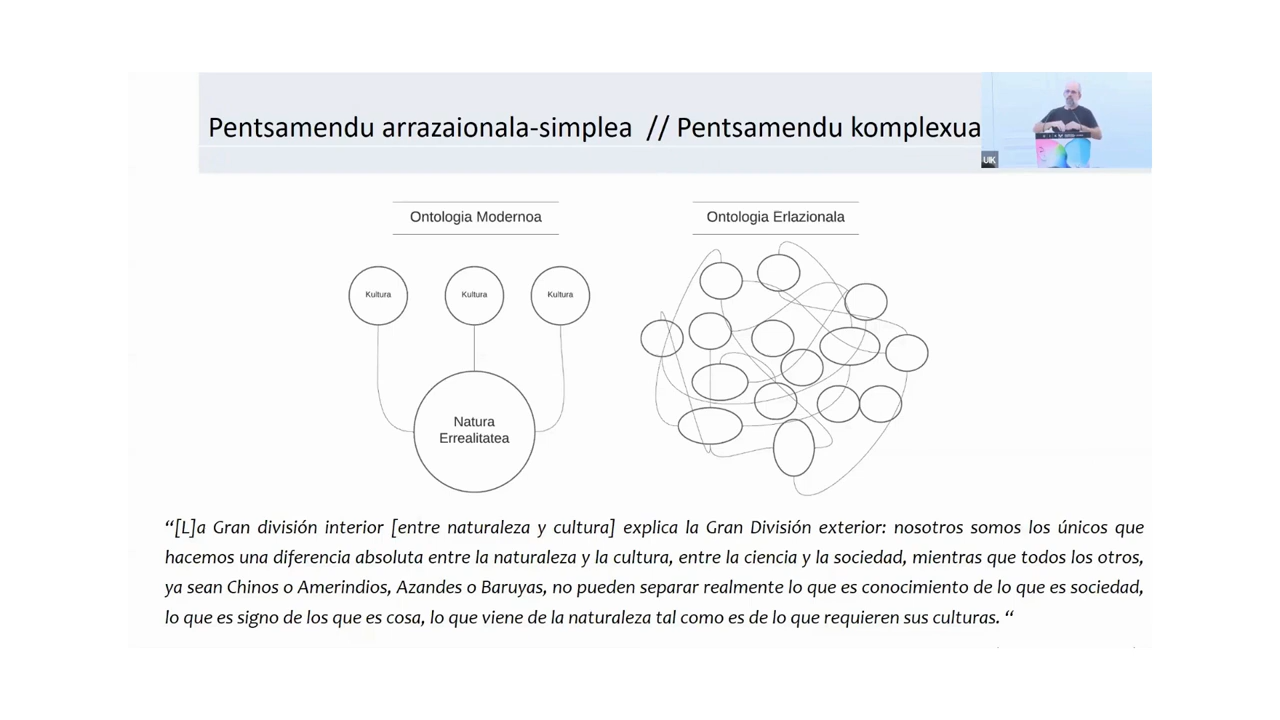 Pentsamendu arrazaionala-simplea // Pentsamendu komplexua
UIK
Ontologia Modernoa
Ontologia Erlazionala
Kultura
Kultura
Kultura
Natura
Errealitatea
“[L]a Gran división interior [entre naturaleza y cultura] explica la Gran División exterior: nosotros somos los únicos que
hacemos una diferencia absoluta entre la naturaleza y la cultura, entre la ciencia y la sociedad, mientras que todos los otros,
ya sean Chinos o Amerindios, Azandes o Baruyas, no pueden separar realmente lo que es conocimiento de lo que es sociedad,
lo que es signo de los que es cosa, lo que viene de la naturaleza tal como es de lo que requieren sus culturas. “